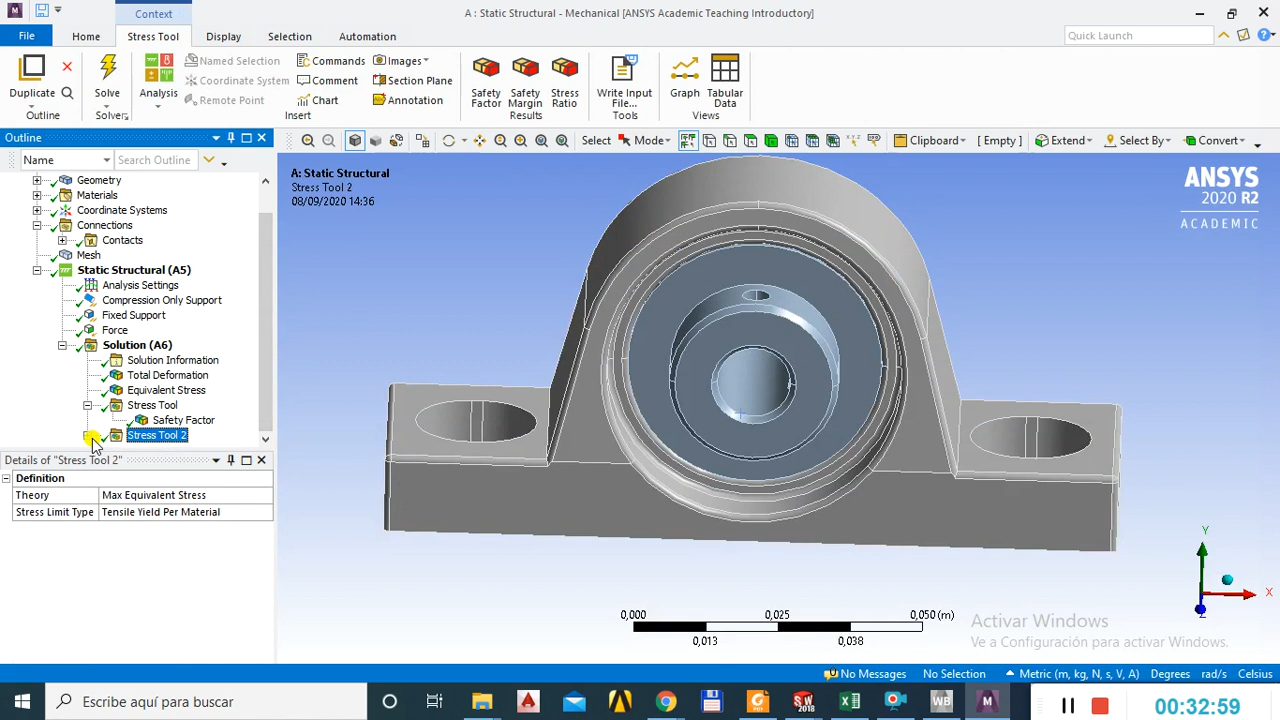 Context
A : Static Structural - Mechanical [ANSYS Academic Teaching Introductory]
File
Home
Stress Tool
Display
Selection
Automation
Quick Launch
Duplicate
Outline
Solve
Solver
Analysis
Named Selection
Coordinate System
Remote Point
Commands
Comment
Chart
Images
Section Plane
Annotation
Insert
Safety Factor
Safety Margin
Stress Ratio
Results
Write Input File...
Tools
Graph
Tabular Data
Views
Outline
Name
Search Outline
Select
Mode
Clipboard
[ Empty ]
Extend
Select By
Convert
Geometry
Materials
Coordinate Systems
Connections
Contacts
Mesh
Static Structural (A5)
Analysis Settings
Compression Only Support
Fixed Support
Force
Solution (A6)
Solution Information
Total Deformation
Equivalent Stress
Stress Tool
Safety Factor
Stress Tool 2
Details of "Stress Tool 2"
Definition
Theory Max Equivalent Stress
Stress Limit Type Tensile Yield Per Material
A: Static Structural
Stress Tool 2
08/09/2020 14:36
ANSYS
2020 R2
ACADEMIC
0,000 0,025 0,050 (m)
0,013 0,038
Y
X
Z
Activar Windows
Ve a Configuración para activar Windows.
No Messages
No Selection
Metric (m, kg, N, s, V, A)
Degrees
rad/s
Celsius
Escribe aquí para buscar
SW
2018
WB
M
00:32:59